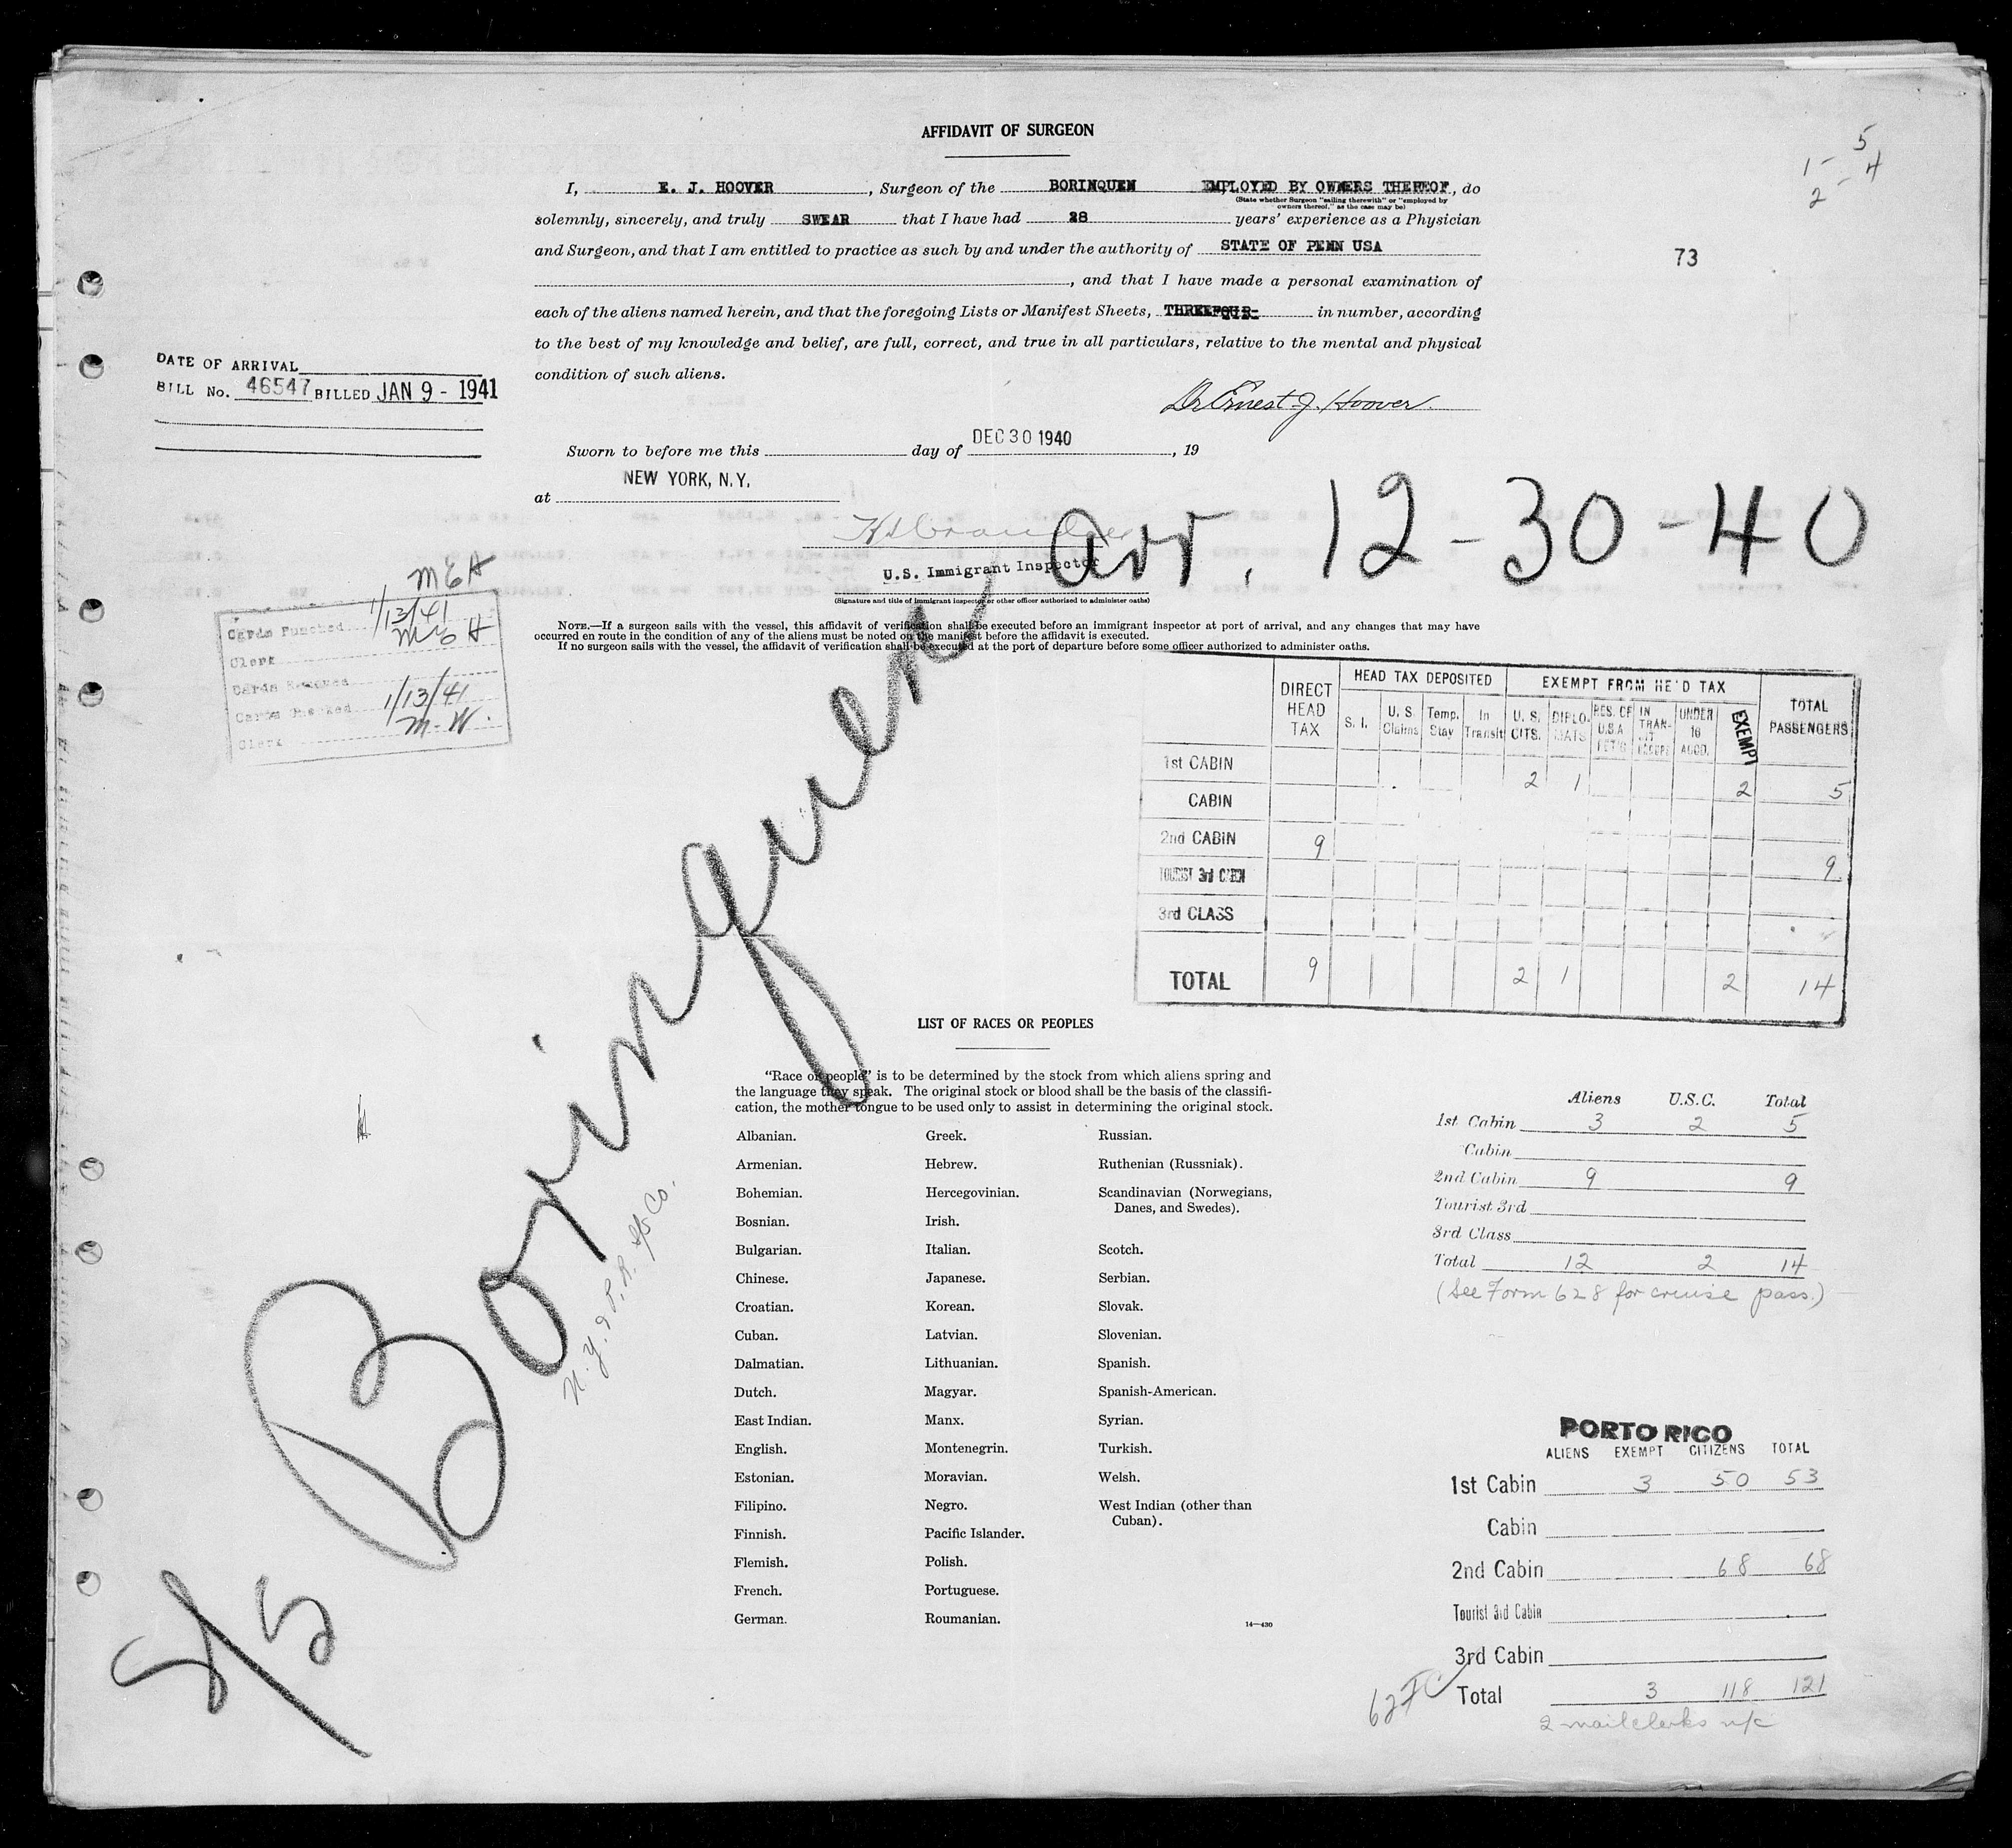 AFFIDAVIT OF SURGEON
5
1- 4
2-
I, E. J. HOOVER, Surgeon of the BORINQUEN EMPLOYED BY OWNERS THEREOF, do
(State whether Surgeon "sailing therewith" or "employed by
owners thereof," as the case may be)
solemnly, sincerely, and truly SWEAR that I have had 28 years' experience as a Physician
and Surgeon, and that I am entitled to practice as such by and under the authority of STATE OF PENN USA
73
, and that I have made a personal examination of
each of the aliens named herein, and that the foregoing Lists or Manifest Sheets, THREEFOUR in number, according
to the best of my knowledge and belief, are full, correct, and true in all particulars, relative to the mental and physical
condition of such aliens.
DATE OF ARRIVAL
BILL No. 46547 BILLED JAN 9 - 1941
Dr Ernest J. Hoover
Sworn to before me this day of DEC 30 1940, 19
at NEW YORK, N.Y.
arr. 12-30-40
U.S. Immigrant Inspector
(Signature and title of immigrant inspector or other officer authorized to administer oaths)
NOTE.—If a surgeon sails with the vessel, this affidavit of verification shall be executed before an immigrant inspector at port of arrival, and any changes that may have
occurred en route in the condition of any of the aliens must be noted on the manifest before the affidavit is executed.
If no surgeon sails with the vessel, the affidavit of verification shall be executed at the port of departure before some officer authorized to administer oaths.
MEH
Cards Punched 1/13/41
Clerk MEH
Cards
Cards Checked 1/13/41
Clerk M.W.
DIRECT HEAD TAX HEAD TAX DEPOSITED EXEMPT FROM HE'D TAX TOTAL PASSENGERS
S. I. U. S. Claims Temp. Stay In Transit U. S. CITS. DIPLOMATS RES. OF U.S.A. IN TRANSIT UNDER 16 ACCD. EXEMPT
1st CABIN 2 1 2 5
CABIN
2nd CABIN 9 9
TOURIST 3rd CABIN
3rd CLASS
TOTAL 9 2 1 2 14
S/S Borinquen
N.Y. & P.R. S/S Co.
LIST OF RACES OR PEOPLES
"Race or people" is to be determined by the stock from which aliens spring and
the language they speak. The original stock or blood shall be the basis of the classifi-
cation, the mother tongue to be used only to assist in determining the original stock.
Albanian. Greek. Russian.
Armenian. Hebrew. Ruthenian (Russniak).
Bohemian. Hercegovinian. Scandinavian (Norwegians,
Danes, and Swedes).
Bosnian. Irish.
Bulgarian. Italian. Scotch.
Chinese. Japanese. Serbian.
Croatian. Korean. Slovak.
Cuban. Latvian. Slovenian.
Dalmatian. Lithuanian. Spanish.
Dutch. Magyar. Spanish-American.
East Indian. Manx. Syrian.
English. Montenegrin. Turkish.
Estonian. Moravian. Welsh.
Filipino. Negro. West Indian (other than
Cuban).
Finnish. Pacific Islander.
Flemish. Polish.
French. Portuguese.
German. Roumanian.
14—430
Aliens U.S.C. Total
1st Cabin 3 2 5
Cabin
2nd Cabin 9 9
Tourist 3rd
3rd Class
Total 12 2 14
(See Form 628 for cruise pass.)
PORTO RICO
ALIENS EXEMPT CITIZENS TOTAL
1st Cabin 3 50 53
Cabin
2nd Cabin 68 68
Tourist 3rd Cabin
3rd Cabin
Total 3 118 121
2 mail clerks n/c